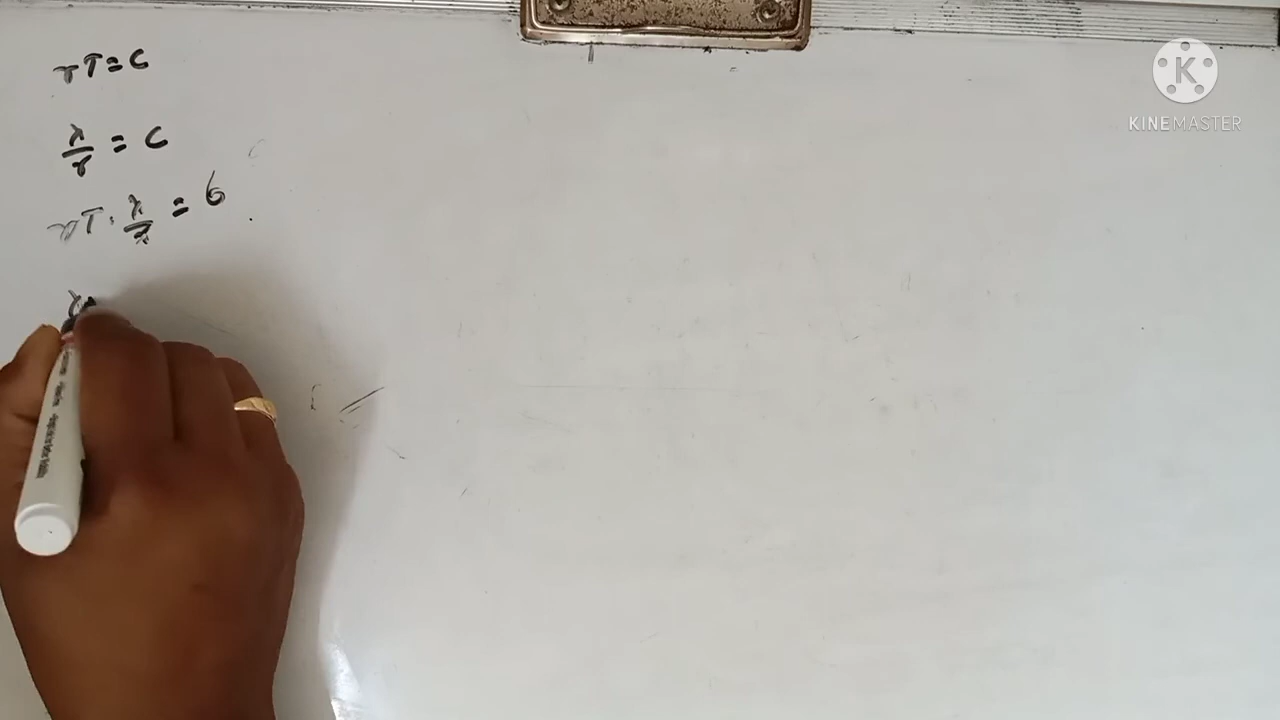 rT = C
λ/r = C
rT · λ/r = 6
λ
K
KINEMASTER